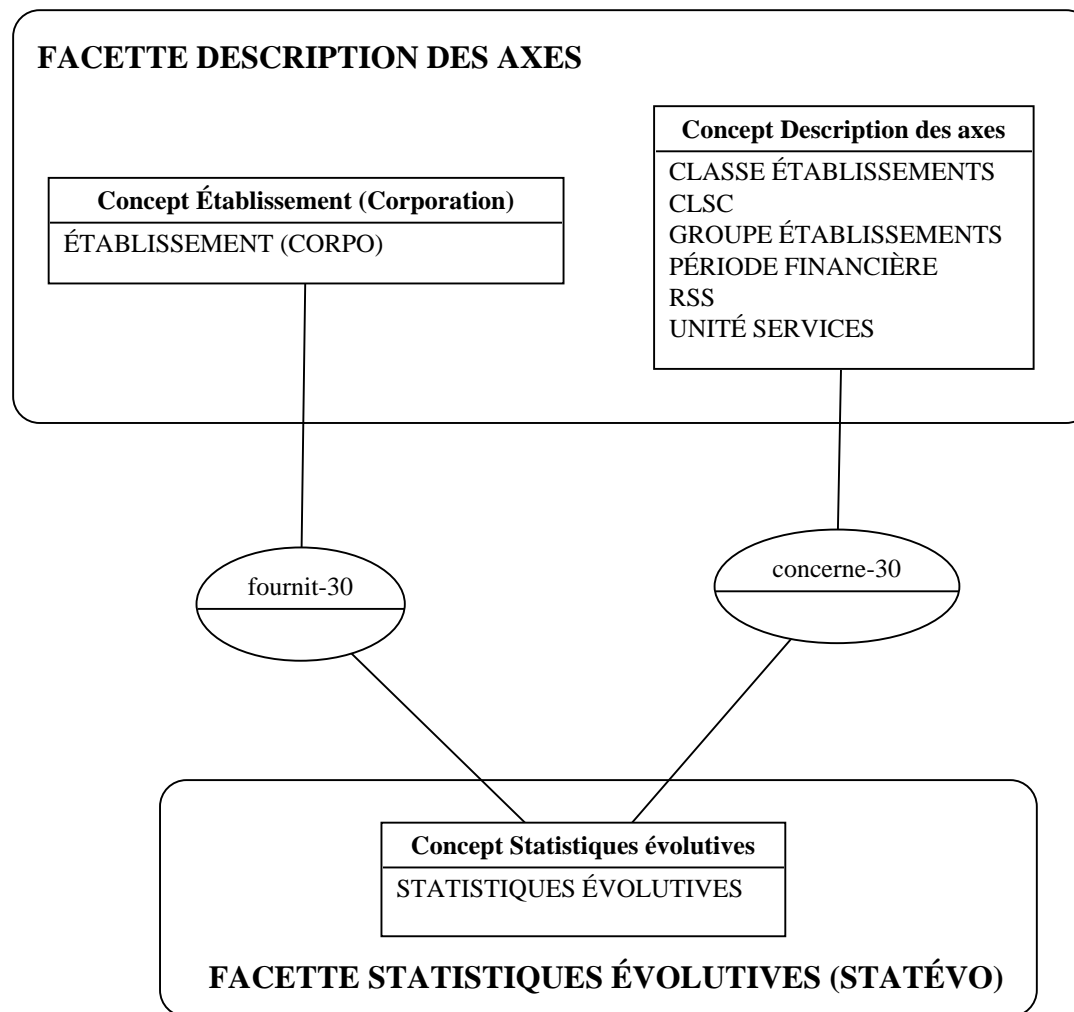 FACETTE DESCRIPTION DES AXES
Concept Établissement (Corporation)
ÉTABLISSEMENT (CORPO)
Concept Description des axes
CLASSE ÉTABLISSEMENTS
CLSC
GROUPE ÉTABLISSEMENTS
PÉRIODE FINANCIÈRE
RSS
UNITÉ SERVICES
fournit-30
concerne-30
Concept Statistiques évolutives
STATISTIQUES ÉVOLUTIVES
FACETTE STATISTIQUES ÉVOLUTIVES (STATÉVO)